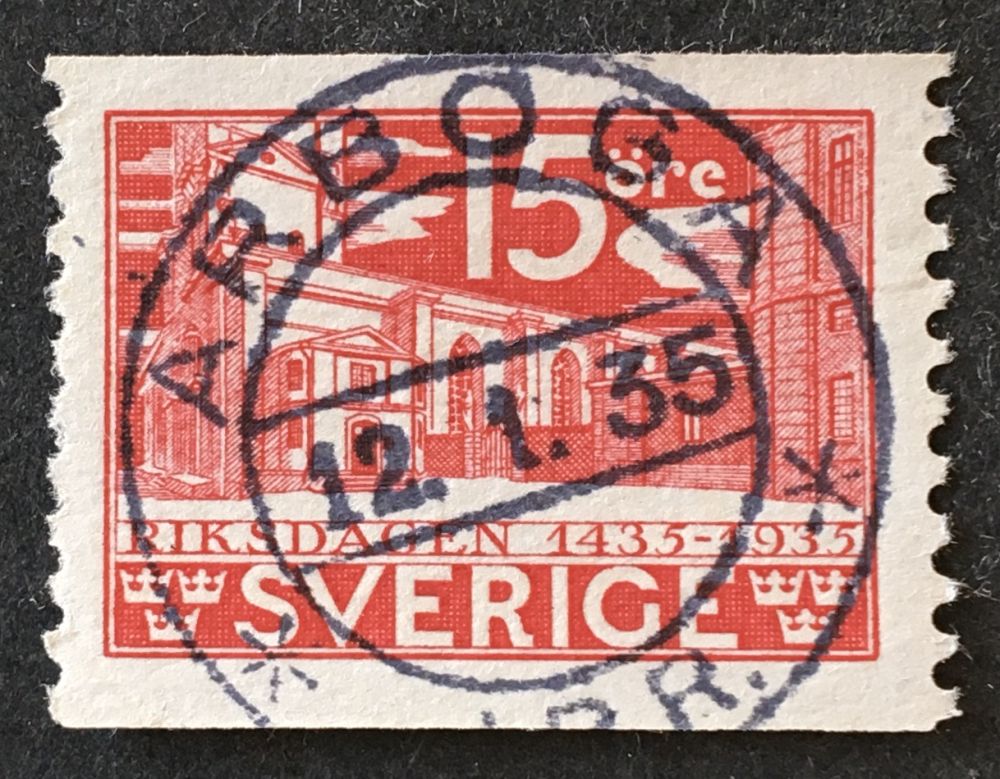 15 öre
RIKSDAGEN 1435-1935
SVERIGE
ARBOGA
12.1.35